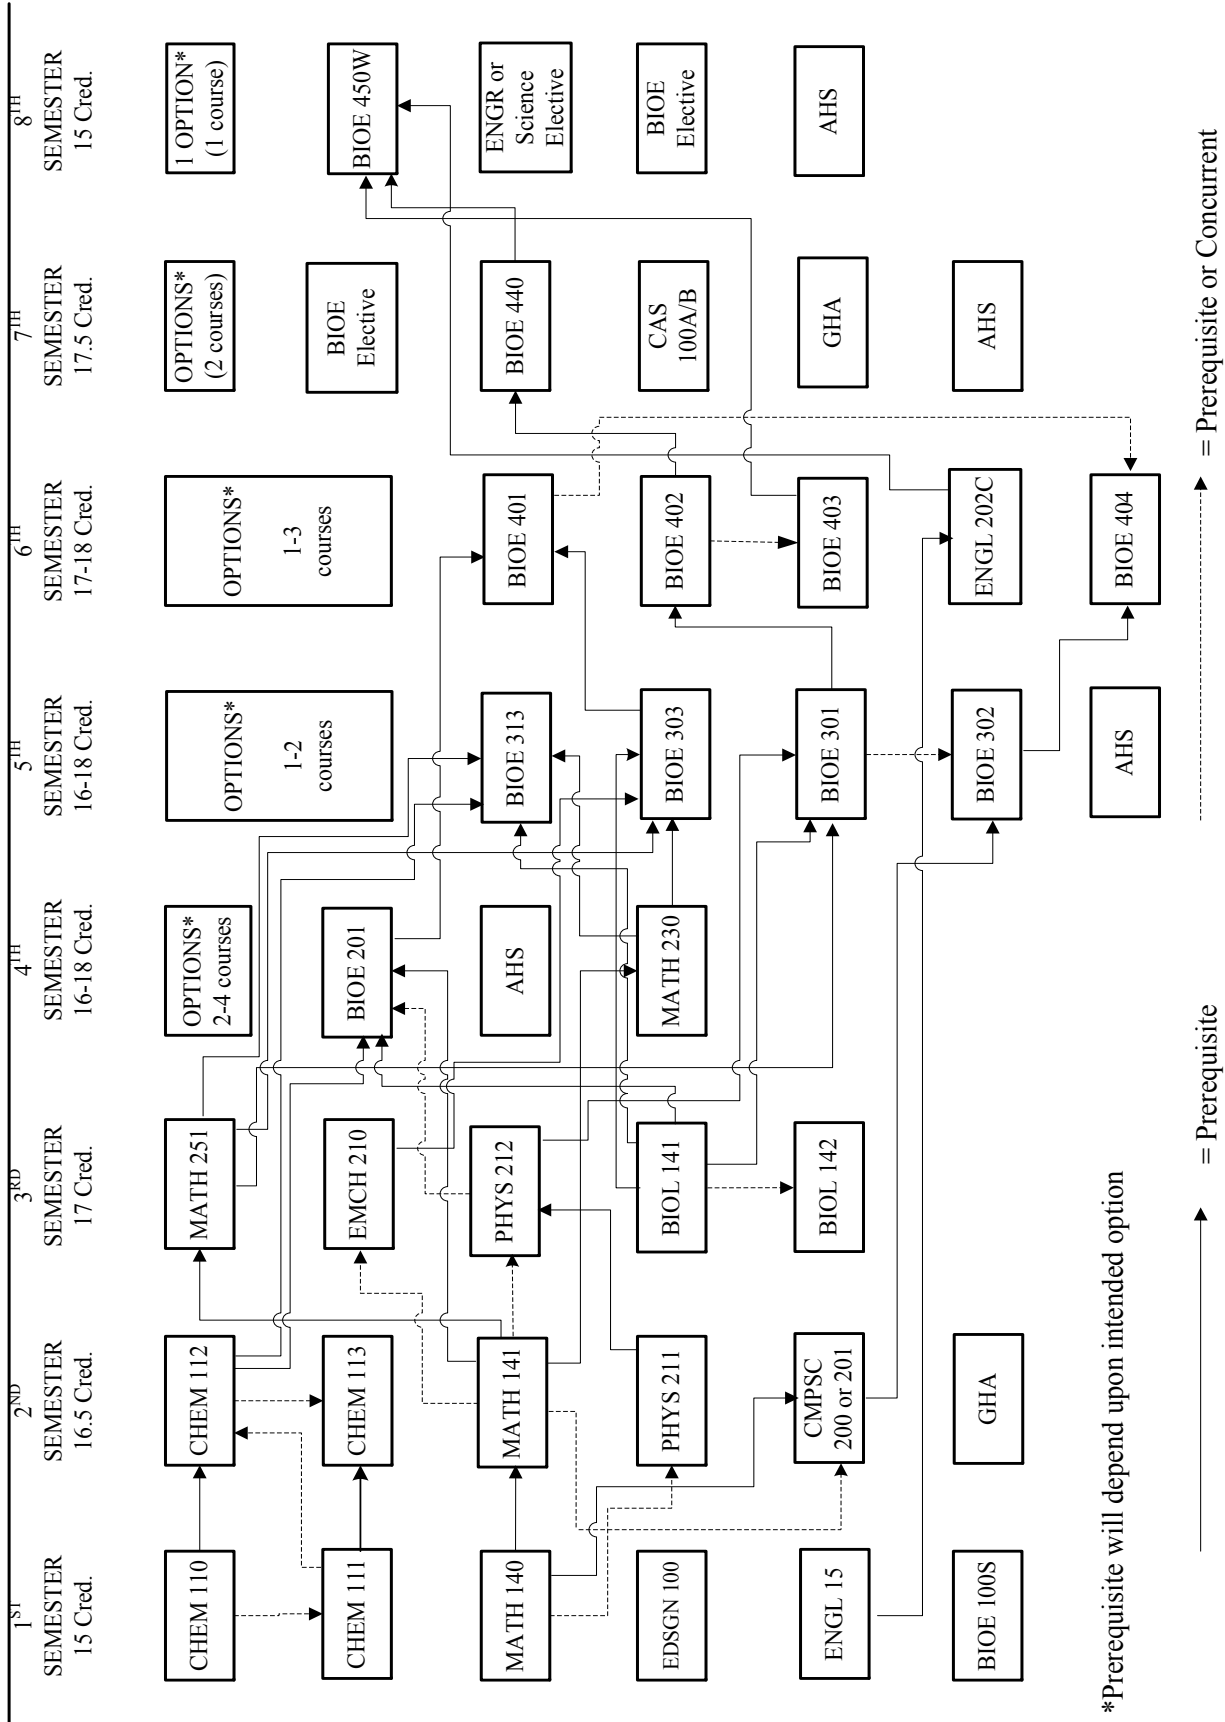 1ST
SEMESTER
15 Cred.
2ND
SEMESTER
16.5 Cred.
3RD
SEMESTER
17 Cred.
4TH
SEMESTER
16-18 Cred.
5TH
SEMESTER
16-18 Cred.
6TH
SEMESTER
17-18 Cred.
7TH
SEMESTER
17.5 Cred.
8TH
SEMESTER
15 Cred.
CHEM 110
CHEM 112
MATH 251
OPTIONS*
2-4 courses
OPTIONS*
1-2
courses
OPTIONS*
1-3
courses
OPTIONS*
(2 courses)
1 OPTION*
(1 course)
CHEM 111
CHEM 113
EMCH 210
BIOE 201
BIOE
Elective
BIOE 450W
MATH 140
MATH 141
PHYS 212
AHS
BIOE 313
BIOE 401
BIOE 440
ENGR or
Science
Elective
EDSGN 100
PHYS 211
BIOL 141
MATH 230
BIOE 303
BIOE 402
CAS
100A/B
BIOE
Elective
ENGL 15
CMPSC
200 or 201
BIOL 142
BIOE 301
BIOE 403
GHA
AHS
BIOE 100S
GHA
BIOE 302
ENGL 202C
AHS
AHS
BIOE 404
*Prerequisite will depend upon intended option
= Prerequisite
= Prerequisite or Concurrent